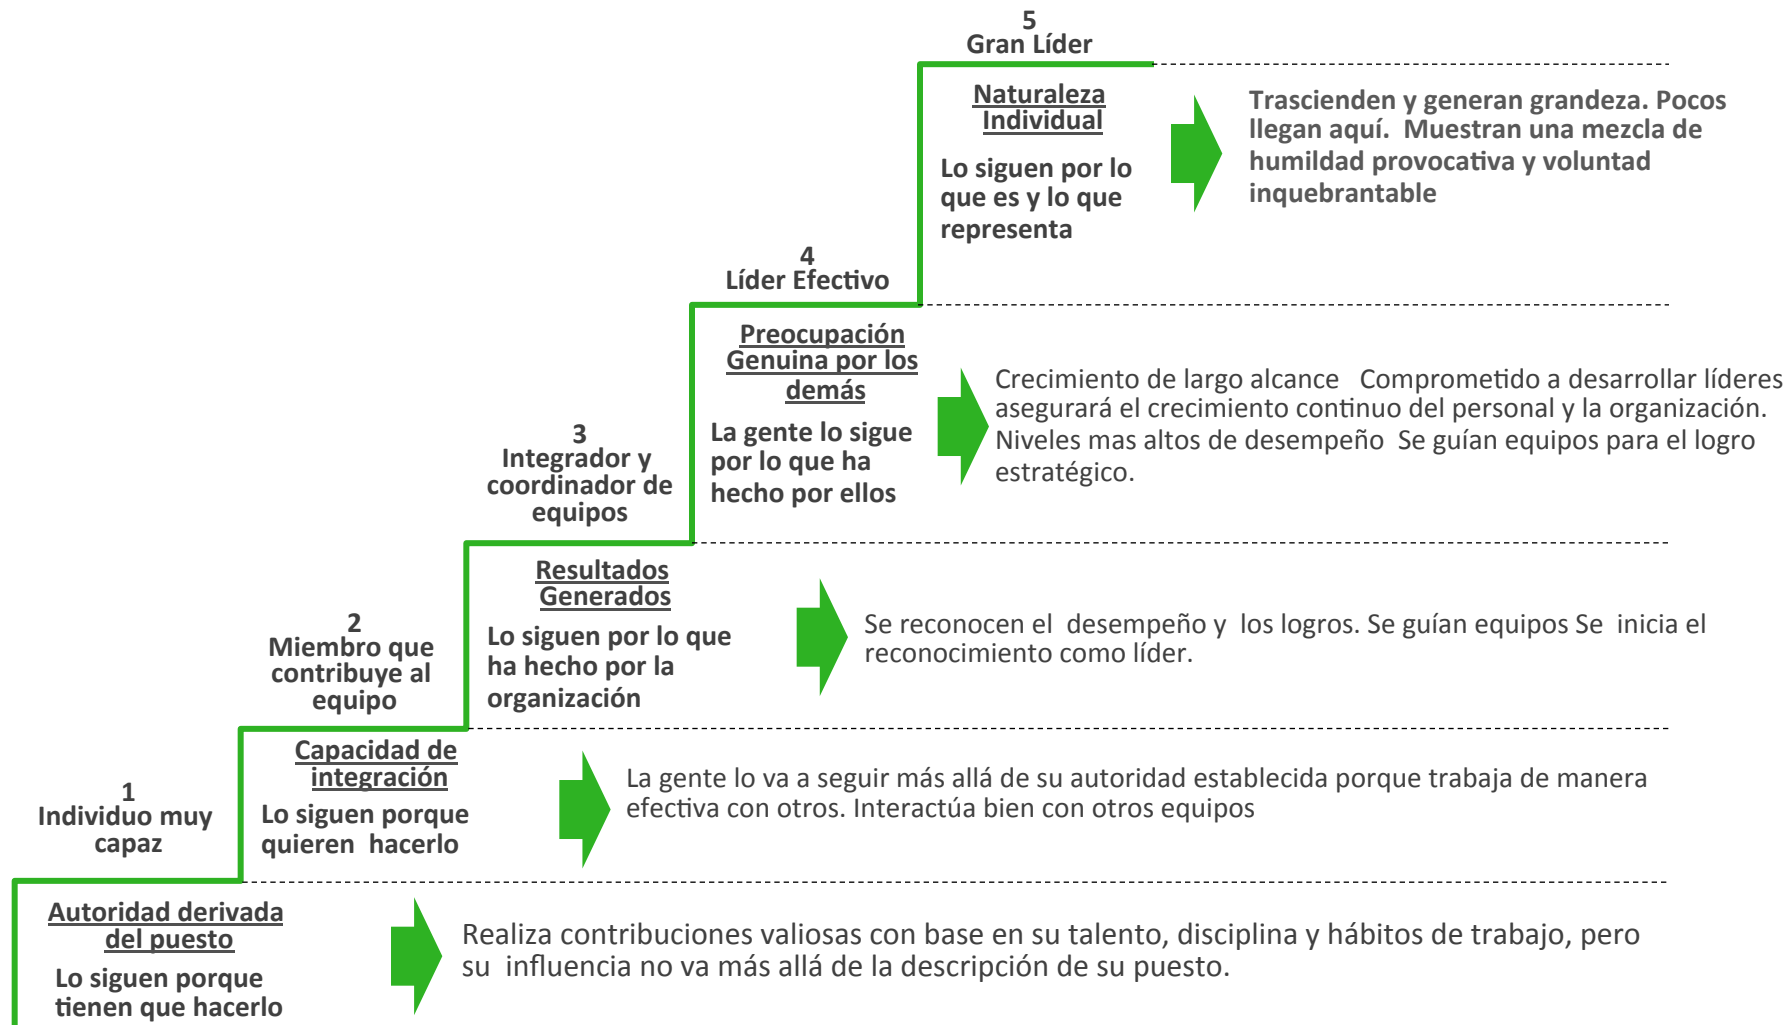 5
Gran Líder
Naturaleza
Individual
Lo siguen por lo
que es y lo que
representa
Trascienden y generan grandeza. Pocos
llegan aquí.  Muestran una mezcla de
humildad provocativa y voluntad
inquebrantable
4
Líder Efectivo
Preocupación
Genuina por los
demás
La gente lo sigue
por lo que ha
hecho por ellos
Crecimiento de largo alcance   Comprometido a desarrollar líderes
asegurará el crecimiento continuo del personal y la organización.
Niveles mas altos de desempeño  Se guían equipos para el logro
estratégico.
3
Integrador y
coordinador de
equipos
Resultados
Generados
Lo siguen por lo que
ha hecho por la
organización
Se reconocen el  desempeño y  los logros. Se guían equipos Se  inicia el
reconocimiento como líder.
2
Miembro que
contribuye al
equipo
Capacidad de
integración
Lo siguen porque
quieren  hacerlo
La gente lo va a seguir más allá de su autoridad establecida porque trabaja de manera
efectiva con otros. Interactúa bien con otros equipos
1
Individuo muy
capaz
Autoridad derivada
del puesto
Lo siguen porque
tienen que hacerlo
Realiza contribuciones valiosas con base en su talento, disciplina y hábitos de trabajo, pero
su  influencia no va más allá de la descripción de su puesto.